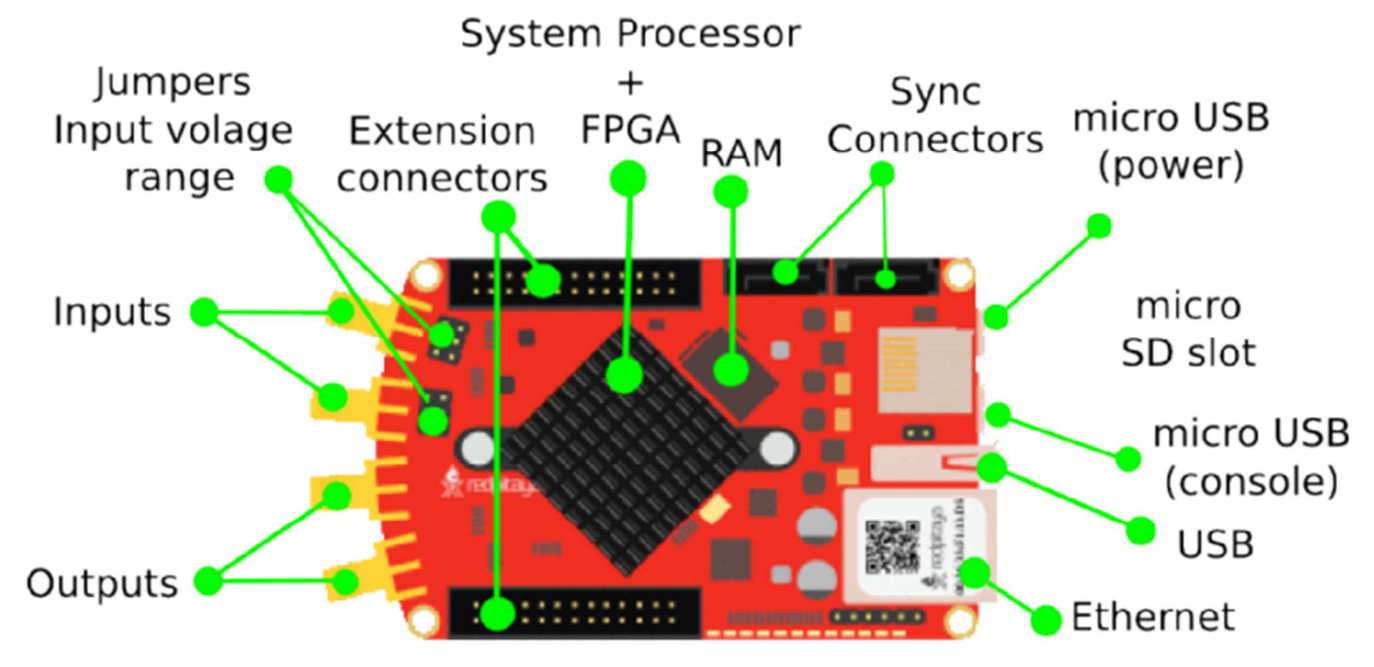 System Processor
+
FPGA
Jumpers
Input volage
range
Extension
connectors
RAM
Sync
Connectors
micro USB
(power)
Inputs
micro
SD slot
micro USB
(console)
USB
Outputs
Ethernet
redpitaya
redpitaya